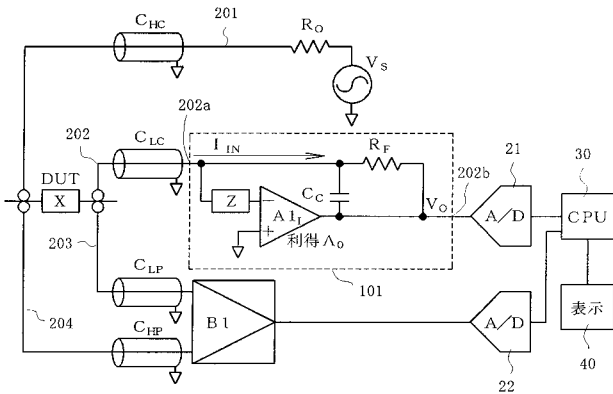 C_HC
201
R_O
V_S
202
C_LC
202a
I_IN
R_F
21
30
DUT
X
Z
−
C_C
V_O
202b
A/D
CPU
A1_I
+
利得 A_0
203
101
C_LP
B1
C_HP
204
A/D
22
表示
40